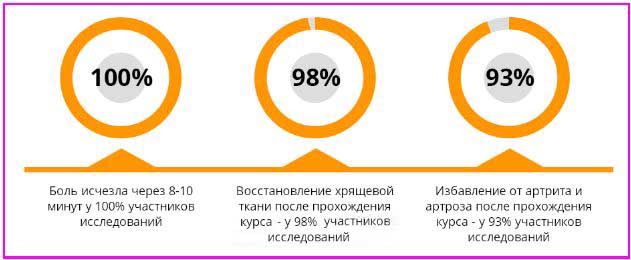 100%
98%
93%
Боль исчезла через 8-10
минут у 100% участников
исследований
Восстановление хрящевой
ткани после прохождения
курса - у 98% участников
исследований
Избавление от артрита и
артроза после прохождения
курса - у 93% участников
исследований